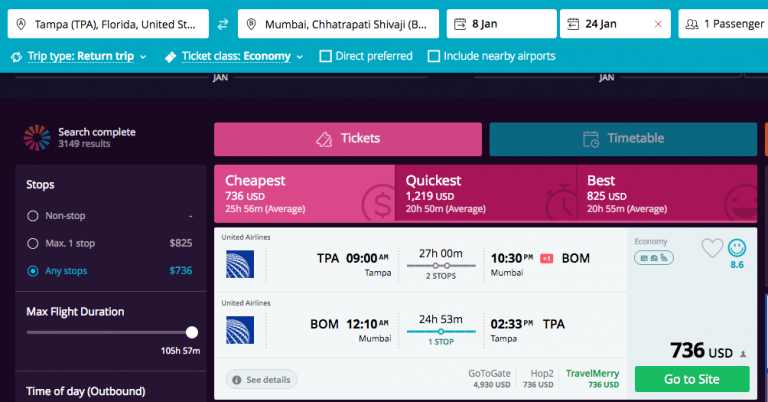 Tampa (TPA), Florida, United St...
Mumbai, Chhatrapati Shivaji (B...
8 Jan
24 Jan
1 Passenger
Trip type: Return trip
Ticket class: Economy
Direct preferred
Include nearby airports
JAN
JAN
Search complete
3149 results
Tickets
Timetable
Stops
Non-stop -
Max. 1 stop $825
Any stops $736
Max Flight Duration
105h 57m
Time of day (Outbound)
Cheapest
736 USD
25h 56m (Average)
Quickest
1,219 USD
20h 50m (Average)
Best
825 USD
20h 55m (Average)
United Airlines
TPA 09:00 AM
Tampa
27h 00m
2 STOPS
10:30 PM +1 BOM
Mumbai
United Airlines
BOM 12:10 AM
Mumbai
24h 53m
1 STOP
02:33 PM TPA
Tampa
See details
GoToGate
4,930 USD
Hop2
736 USD
TravelMerry
736 USD
Economy
8.6
736 USD
Go to Site